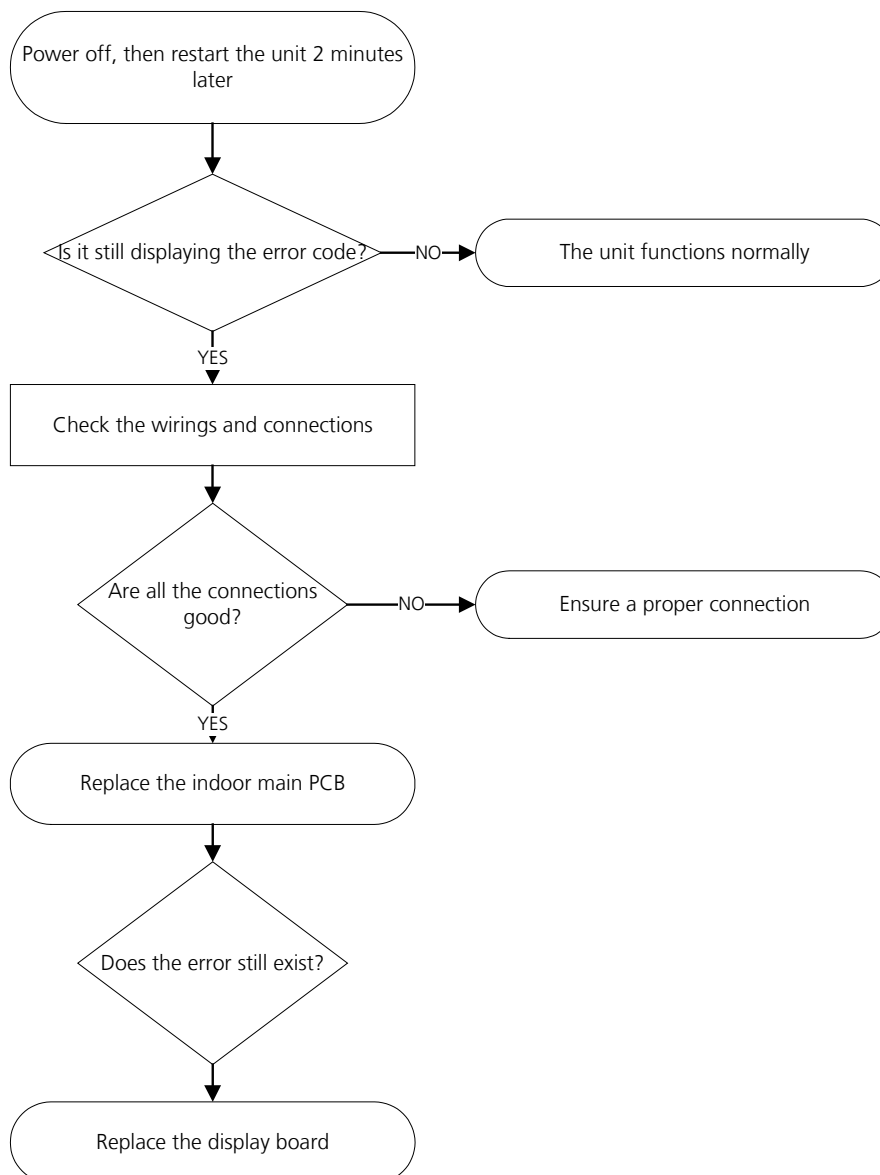 Power off, then restart the unit 2 minutes
later
Is it still displaying the error code?
NO
The unit functions normally
YES
Check the wirings and connections
Are all the connections
good?
NO
Ensure a proper connection
YES
Replace the indoor main PCB
Does the error still exist?
Replace the display board